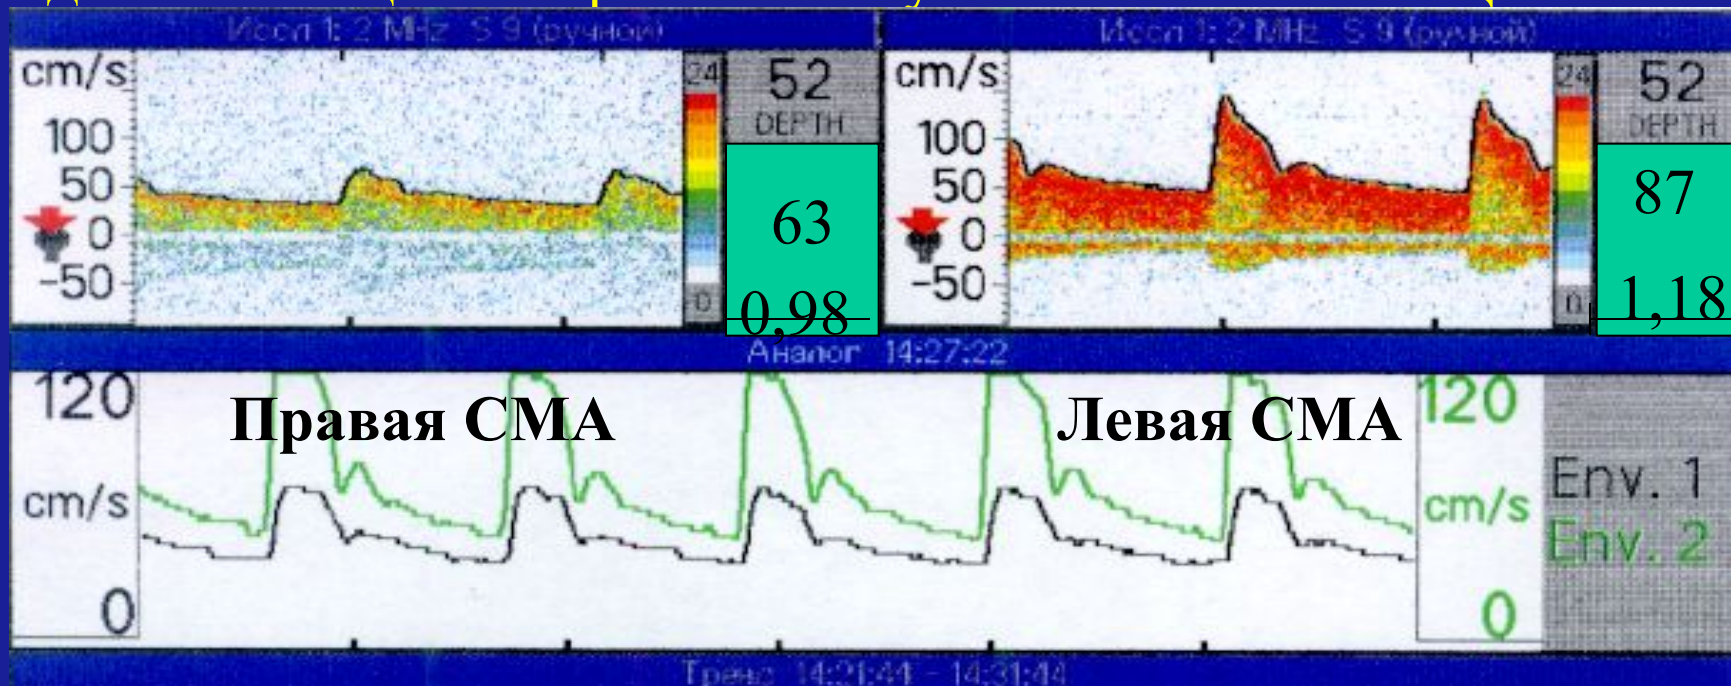 Иссл 1: 2 MHz S 9 (ручной)
cm/s
100
50
0
-50
24
0
52
DEPTH
63
0,98
Иссл 1: 2 MHz S 9 (ручной)
cm/s
100
50
0
-50
24
0
52
DEPTH
87
1,18
Аналог 14:27:22
120
cm/s
0
Правая СМА
Левая СМА
120
cm/s
0
Env. 1
Env. 2
Тренд 14:21:44 - 14:31:44